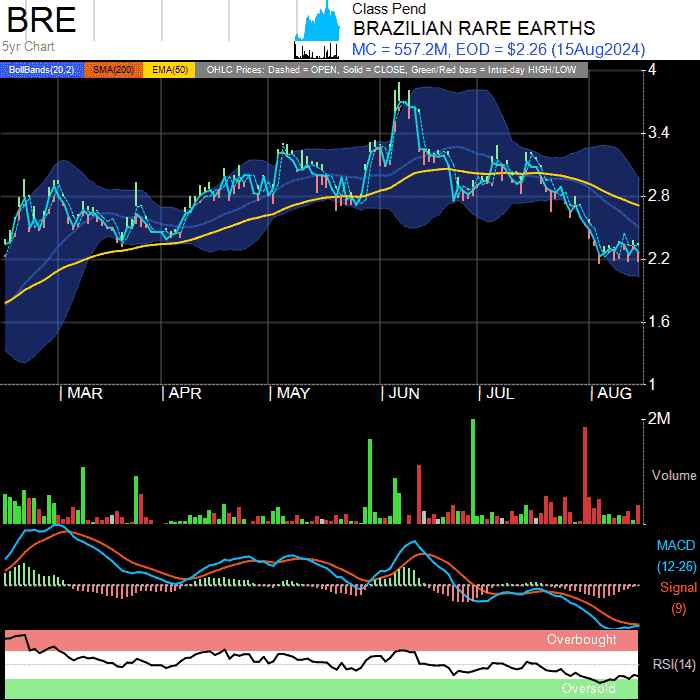 BRE
5yr Chart
Class Pend
BRAZILIAN RARE EARTHS
MC = 557.2M, EOD = $2.26 (15Aug2024)
BollBands(20,2) SMA(200) EMA(50) OHLC Prices: Dashed = OPEN, Solid = CLOSE, Green/Red bars = Intra-day HIGH/LOW
4
3.4
2.8
2.2
1.6
1
MAR APR MAY JUN JUL AUG
2M
Volume
MACD
(12-26)
Signal
(9)
Overbought
RSI(14)
Oversold